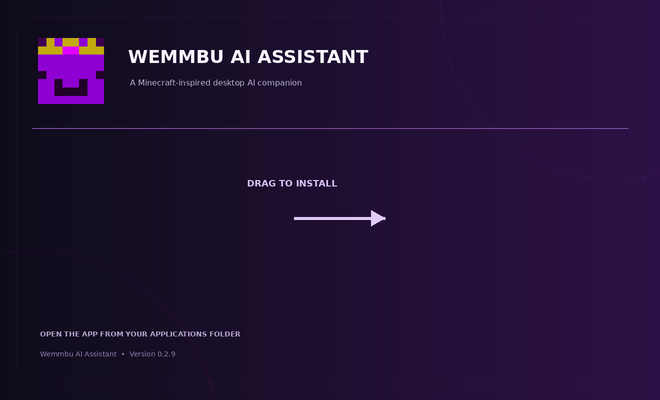 WEMMBU AI ASSISTANT
A Minecraft-inspired desktop AI companion
DRAG TO INSTALL
OPEN THE APP FROM YOUR APPLICATIONS FOLDER
Wemmbu AI Assistant • Version 0.2.9